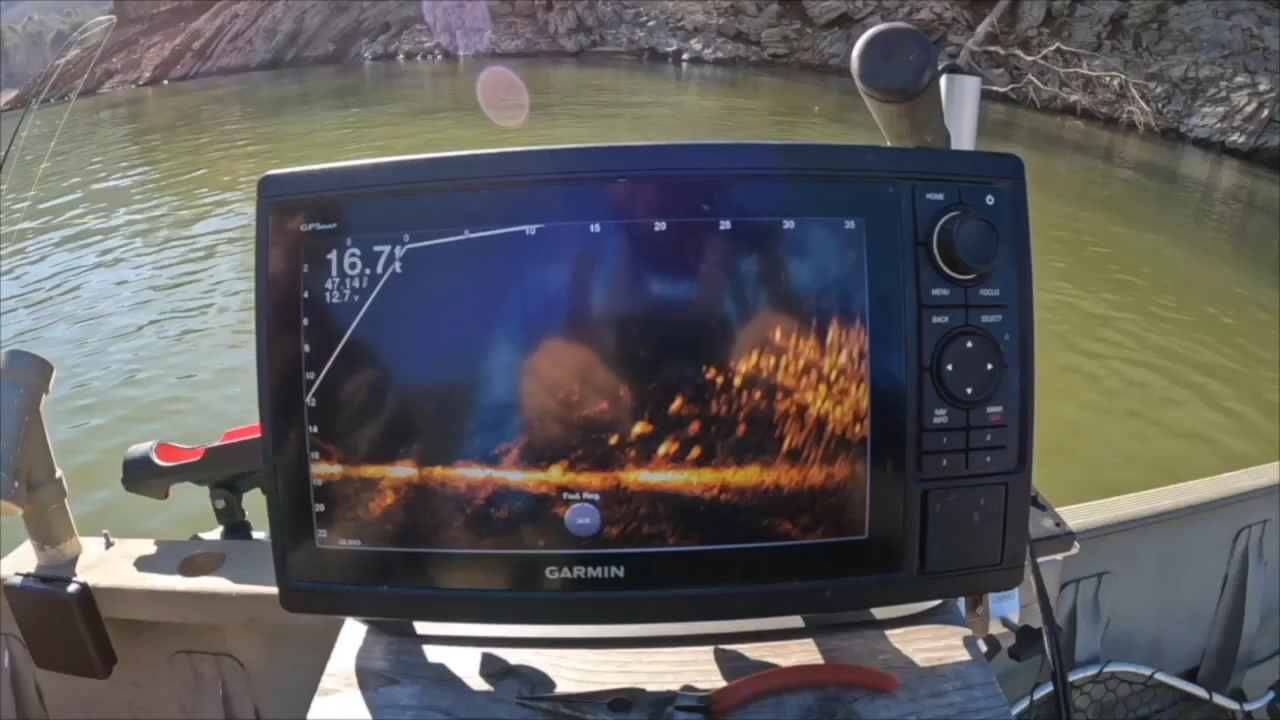 GPSMAP
HOME
5 0 5 10 15 20 25 30 35
16.7
47.14
12.7 V
2
4
6
8
10
12
14
16
18
20
22
MENU FOCUS
BACK SELECT
NAV INFO
MARK
1 2
3 4
GARMIN